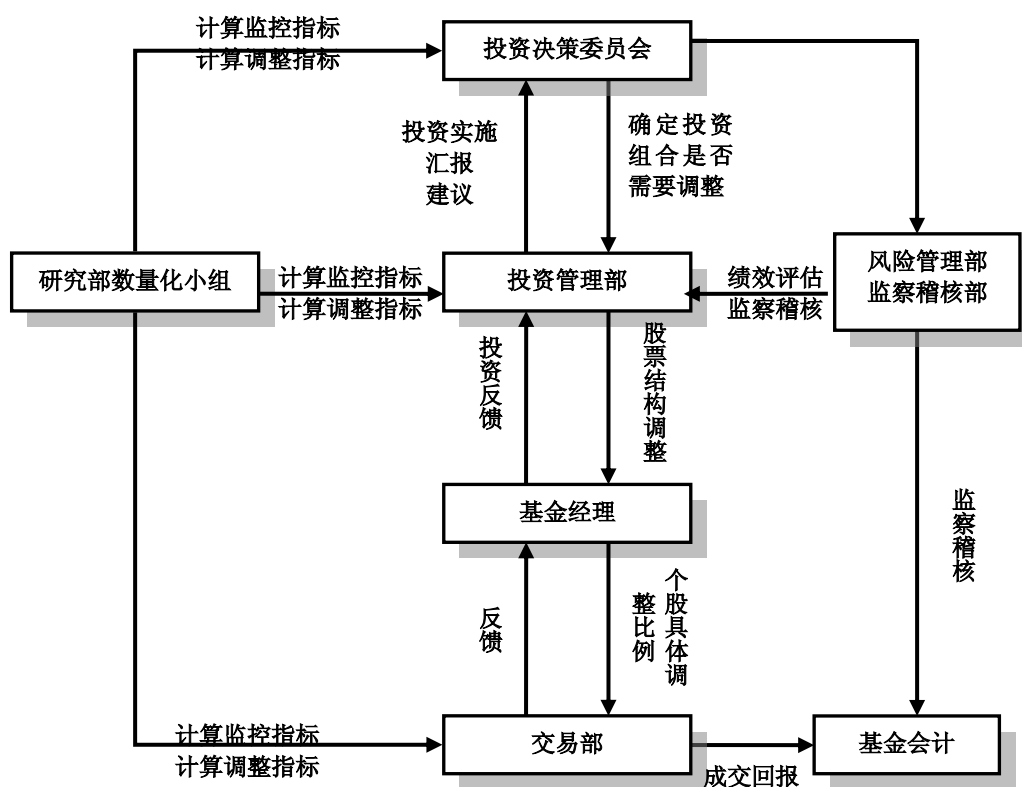 计算监控指标
计算调整指标
投资决策委员会
投资实施
汇报
建议
确定投资
组合是否
需要调整
研究部数量化小组
计算监控指标
计算调整指标
投资管理部
绩效评估
监察稽核
风险管理部
监察稽核部
投资反馈
股票结构调整
基金经理
监察稽核
反馈
个股具体调
整比例
计算监控指标
计算调整指标
交易部
成交回报
基金会计